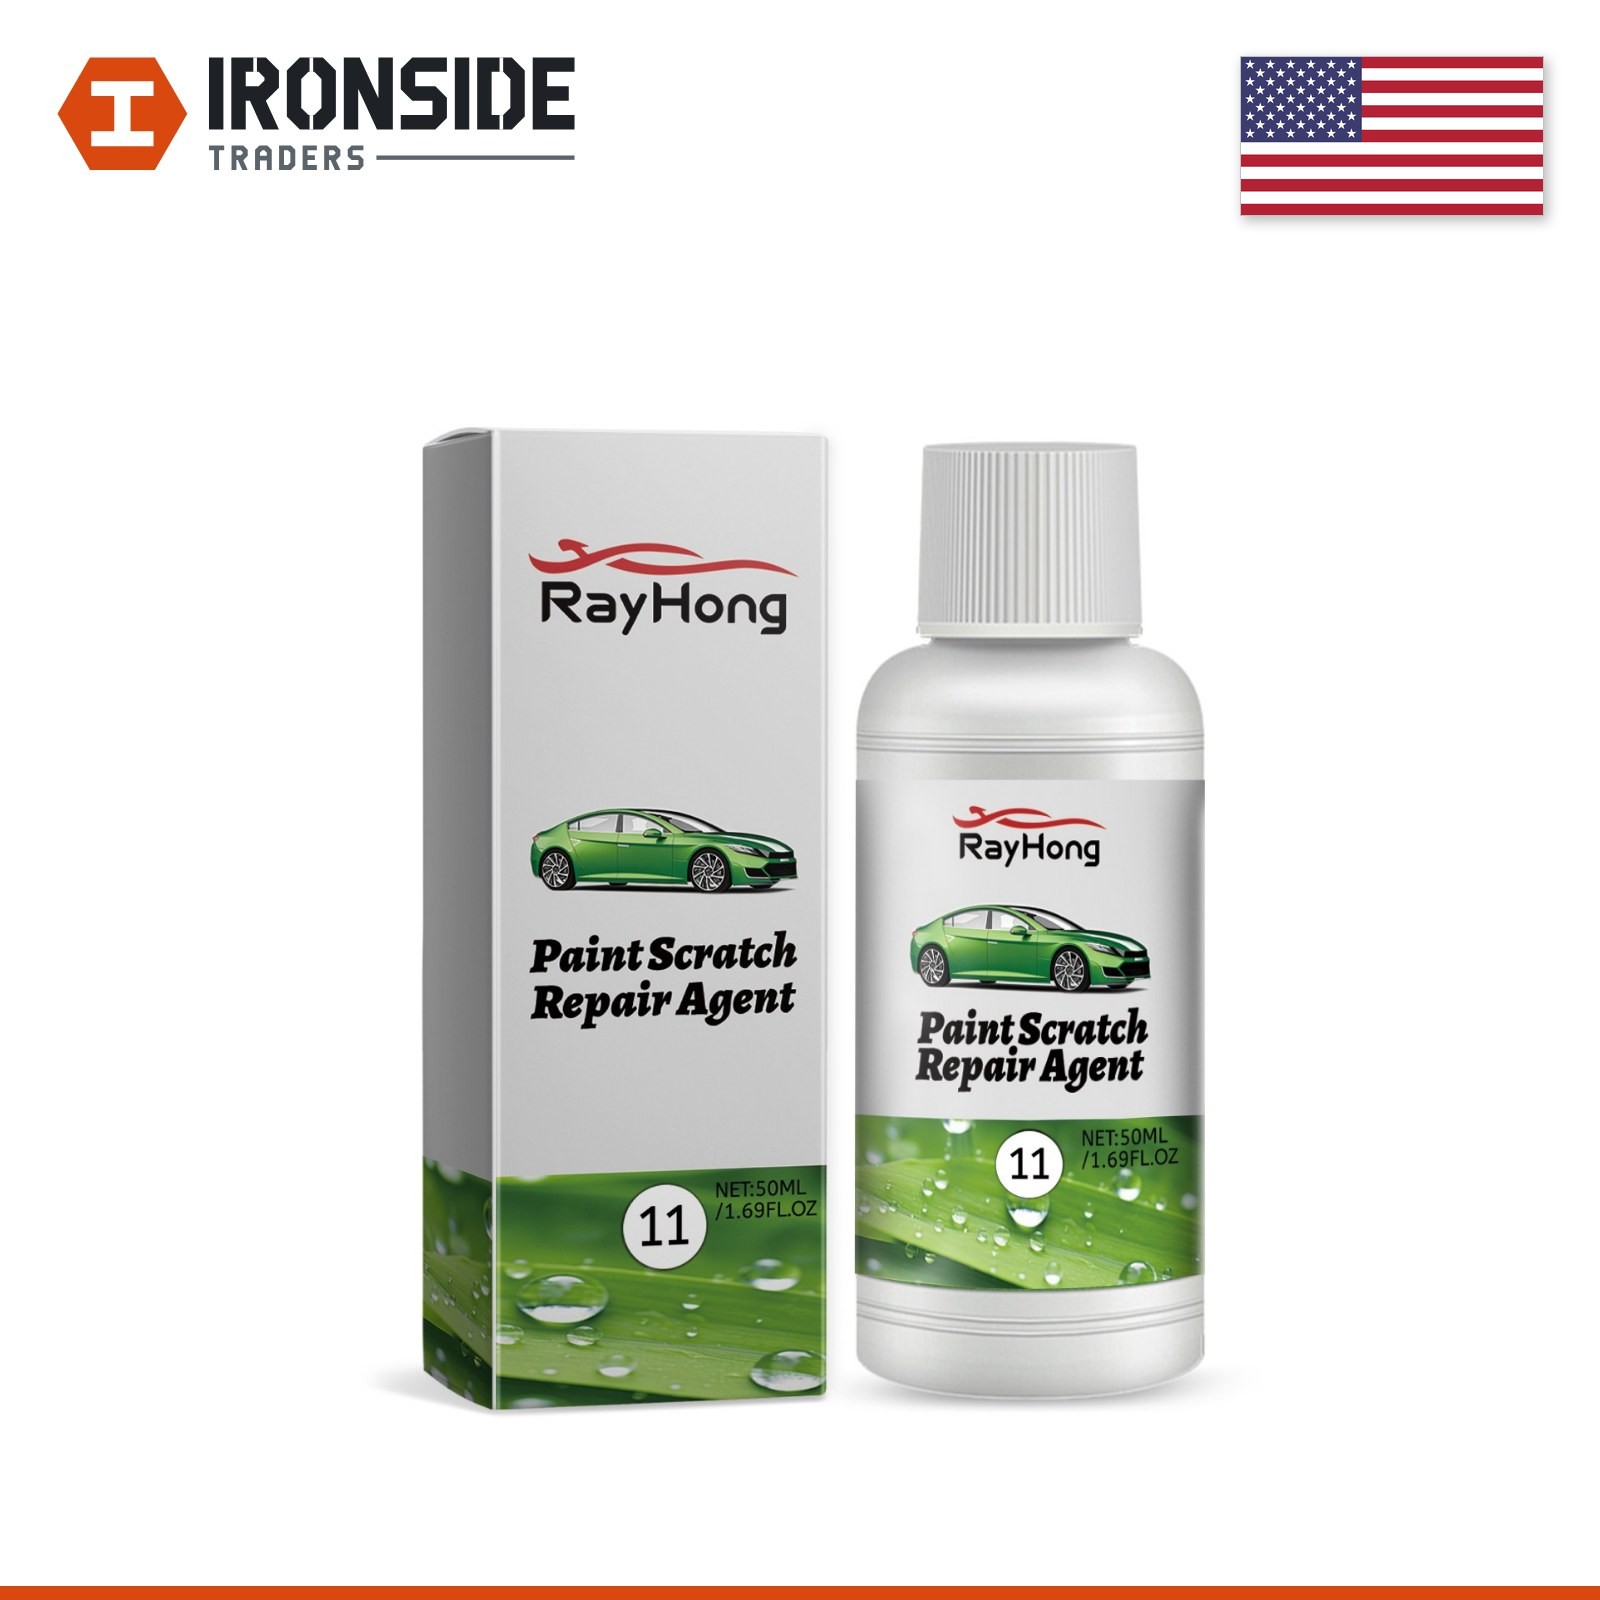 IRONSIDE
TRADERS
RayHong
Paint Scratch
Repair Agent
11
NET:50ML
/1.69FL.OZ
RayHong
Paint Scratch
Repair Agent
11
NET:50ML
/1.69FL.OZ